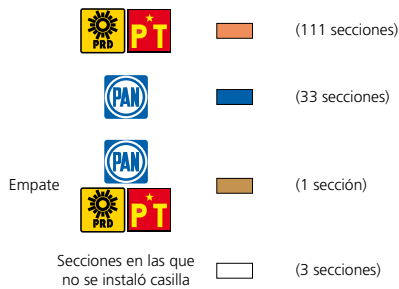 PRD PT (111 secciones)
PAN (33 secciones)
PAN
Empate (1 sección)
PRD PT
Secciones en las que
no se instaló casilla (3 secciones)